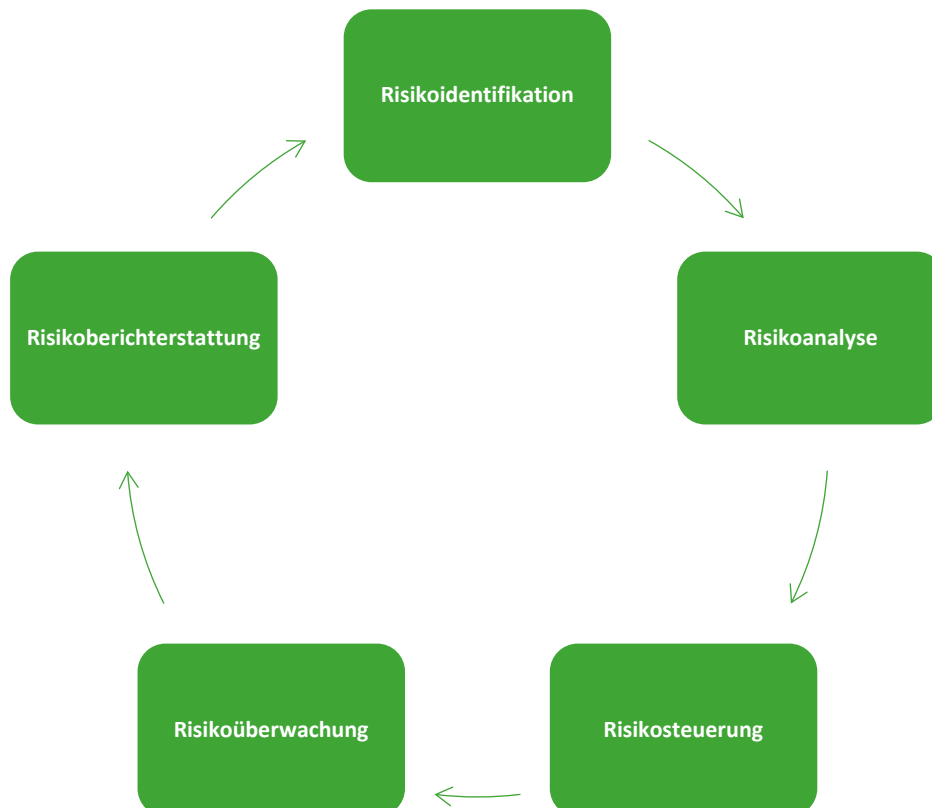 Risikoidentifikation
Risikoanalyse
Risikosteuerung
Risikoüberwachung
Risikoberichterstattung